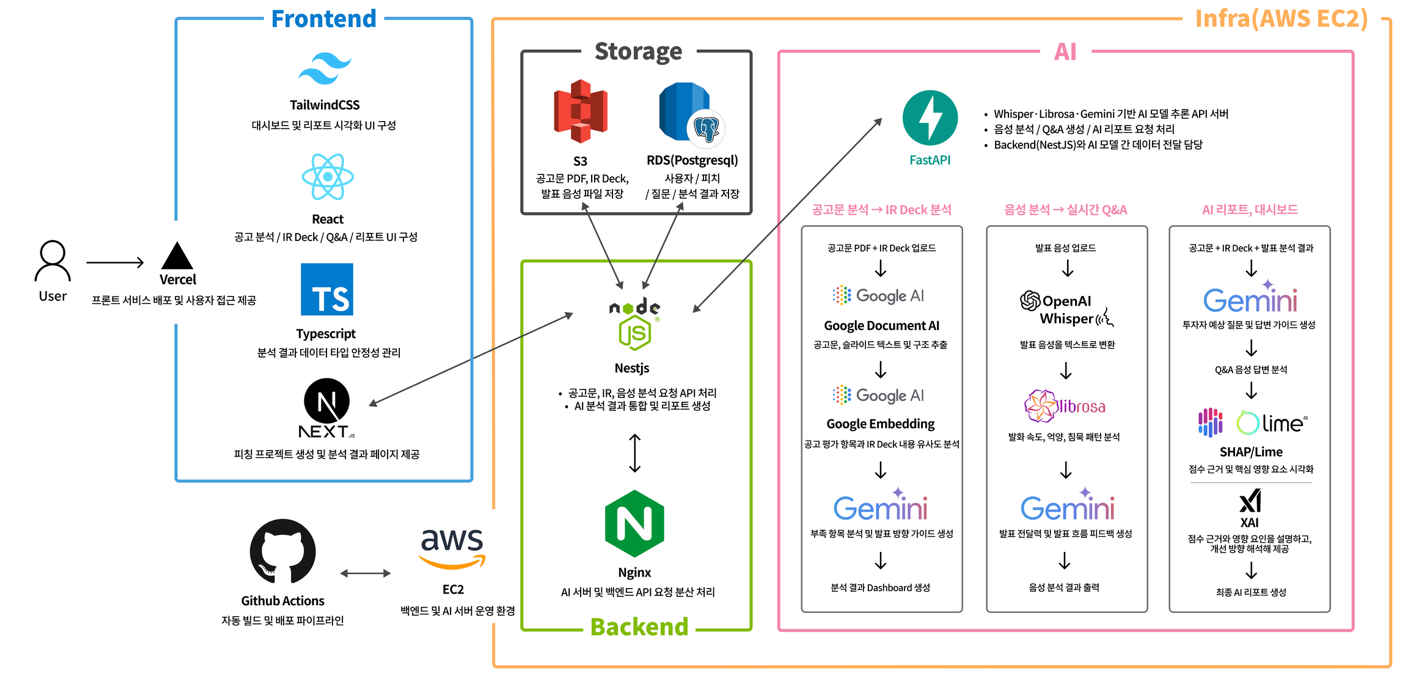 Frontend
TailwindCSS
대시보드 및 리포트 시각화 UI 구성
React
공고 분석 / IR Deck / Q&A / 리포트 UI 구성
User
Vercel
프론트 서비스 배포 및 사용자 접근 제공
TS
Typescript
분석 결과 데이터 타입 안정성 관리
N
NEXT.JS
피칭 프로젝트 생성 및 분석 결과 페이지 제공
Github Actions
자동 빌드 및 배포 파이프라인
aws
EC2
백엔드 및 AI 서버 운영 환경
Infra(AWS EC2)
Storage
S3
공고문 PDF, IR Deck,
발표 음성 파일 저장
RDS(Postgresql)
사용자 / 피치
/ 질문 / 분석 결과 저장
node
JS
Nestjs
• 공고문, IR, 음성 분석 요청 API 처리
• AI 분석 결과 통합 및 리포트 생성
N
Nginx
AI 서버 및 백엔드 API 요청 분산 처리
Backend
AI
FastAPI
• Whisper · Librosa · Gemini 기반 AI 모델 추론 API 서버
• 음성 분석 / Q&A 생성 / AI 리포트 요청 처리
• Backend(NestJS)와 AI 모델 간 데이터 전달 담당
공고문 분석 → IR Deck 분석
공고문 PDF + IR Deck 업로드
Google AI
Google Document AI
공고문, 슬라이드 텍스트 및 구조 추출
Google AI
Google Embedding
공고 평가 항목과 IR Deck 내용 유사도 분석
Gemini
부족 항목 분석 및 발표 방향 가이드 생성
분석 결과 Dashboard 생성
음성 분석 → 실시간 Q&A
발표 음성 업로드
OpenAI
Whisper
발표 음성을 텍스트로 변환
librosa
발화 속도, 억양, 침묵 패턴 분석
Gemini
발표 전달력 및 발표 흐름 피드백 생성
음성 분석 결과 출력
AI 리포트, 대시보드
공고문 + IR Deck + 발표 분석 결과
Gemini
투자자 예상 질문 및 답변 가이드 생성
Q&A 음성 답변 분석
lime AI
SHAP/Lime
점수 근거 및 핵심 영향 요소 시각화
XAI
XAI
점수 근거와 영향 요인을 설명하고,
개선 방향 해석해 제공
최종 AI 리포트 생성